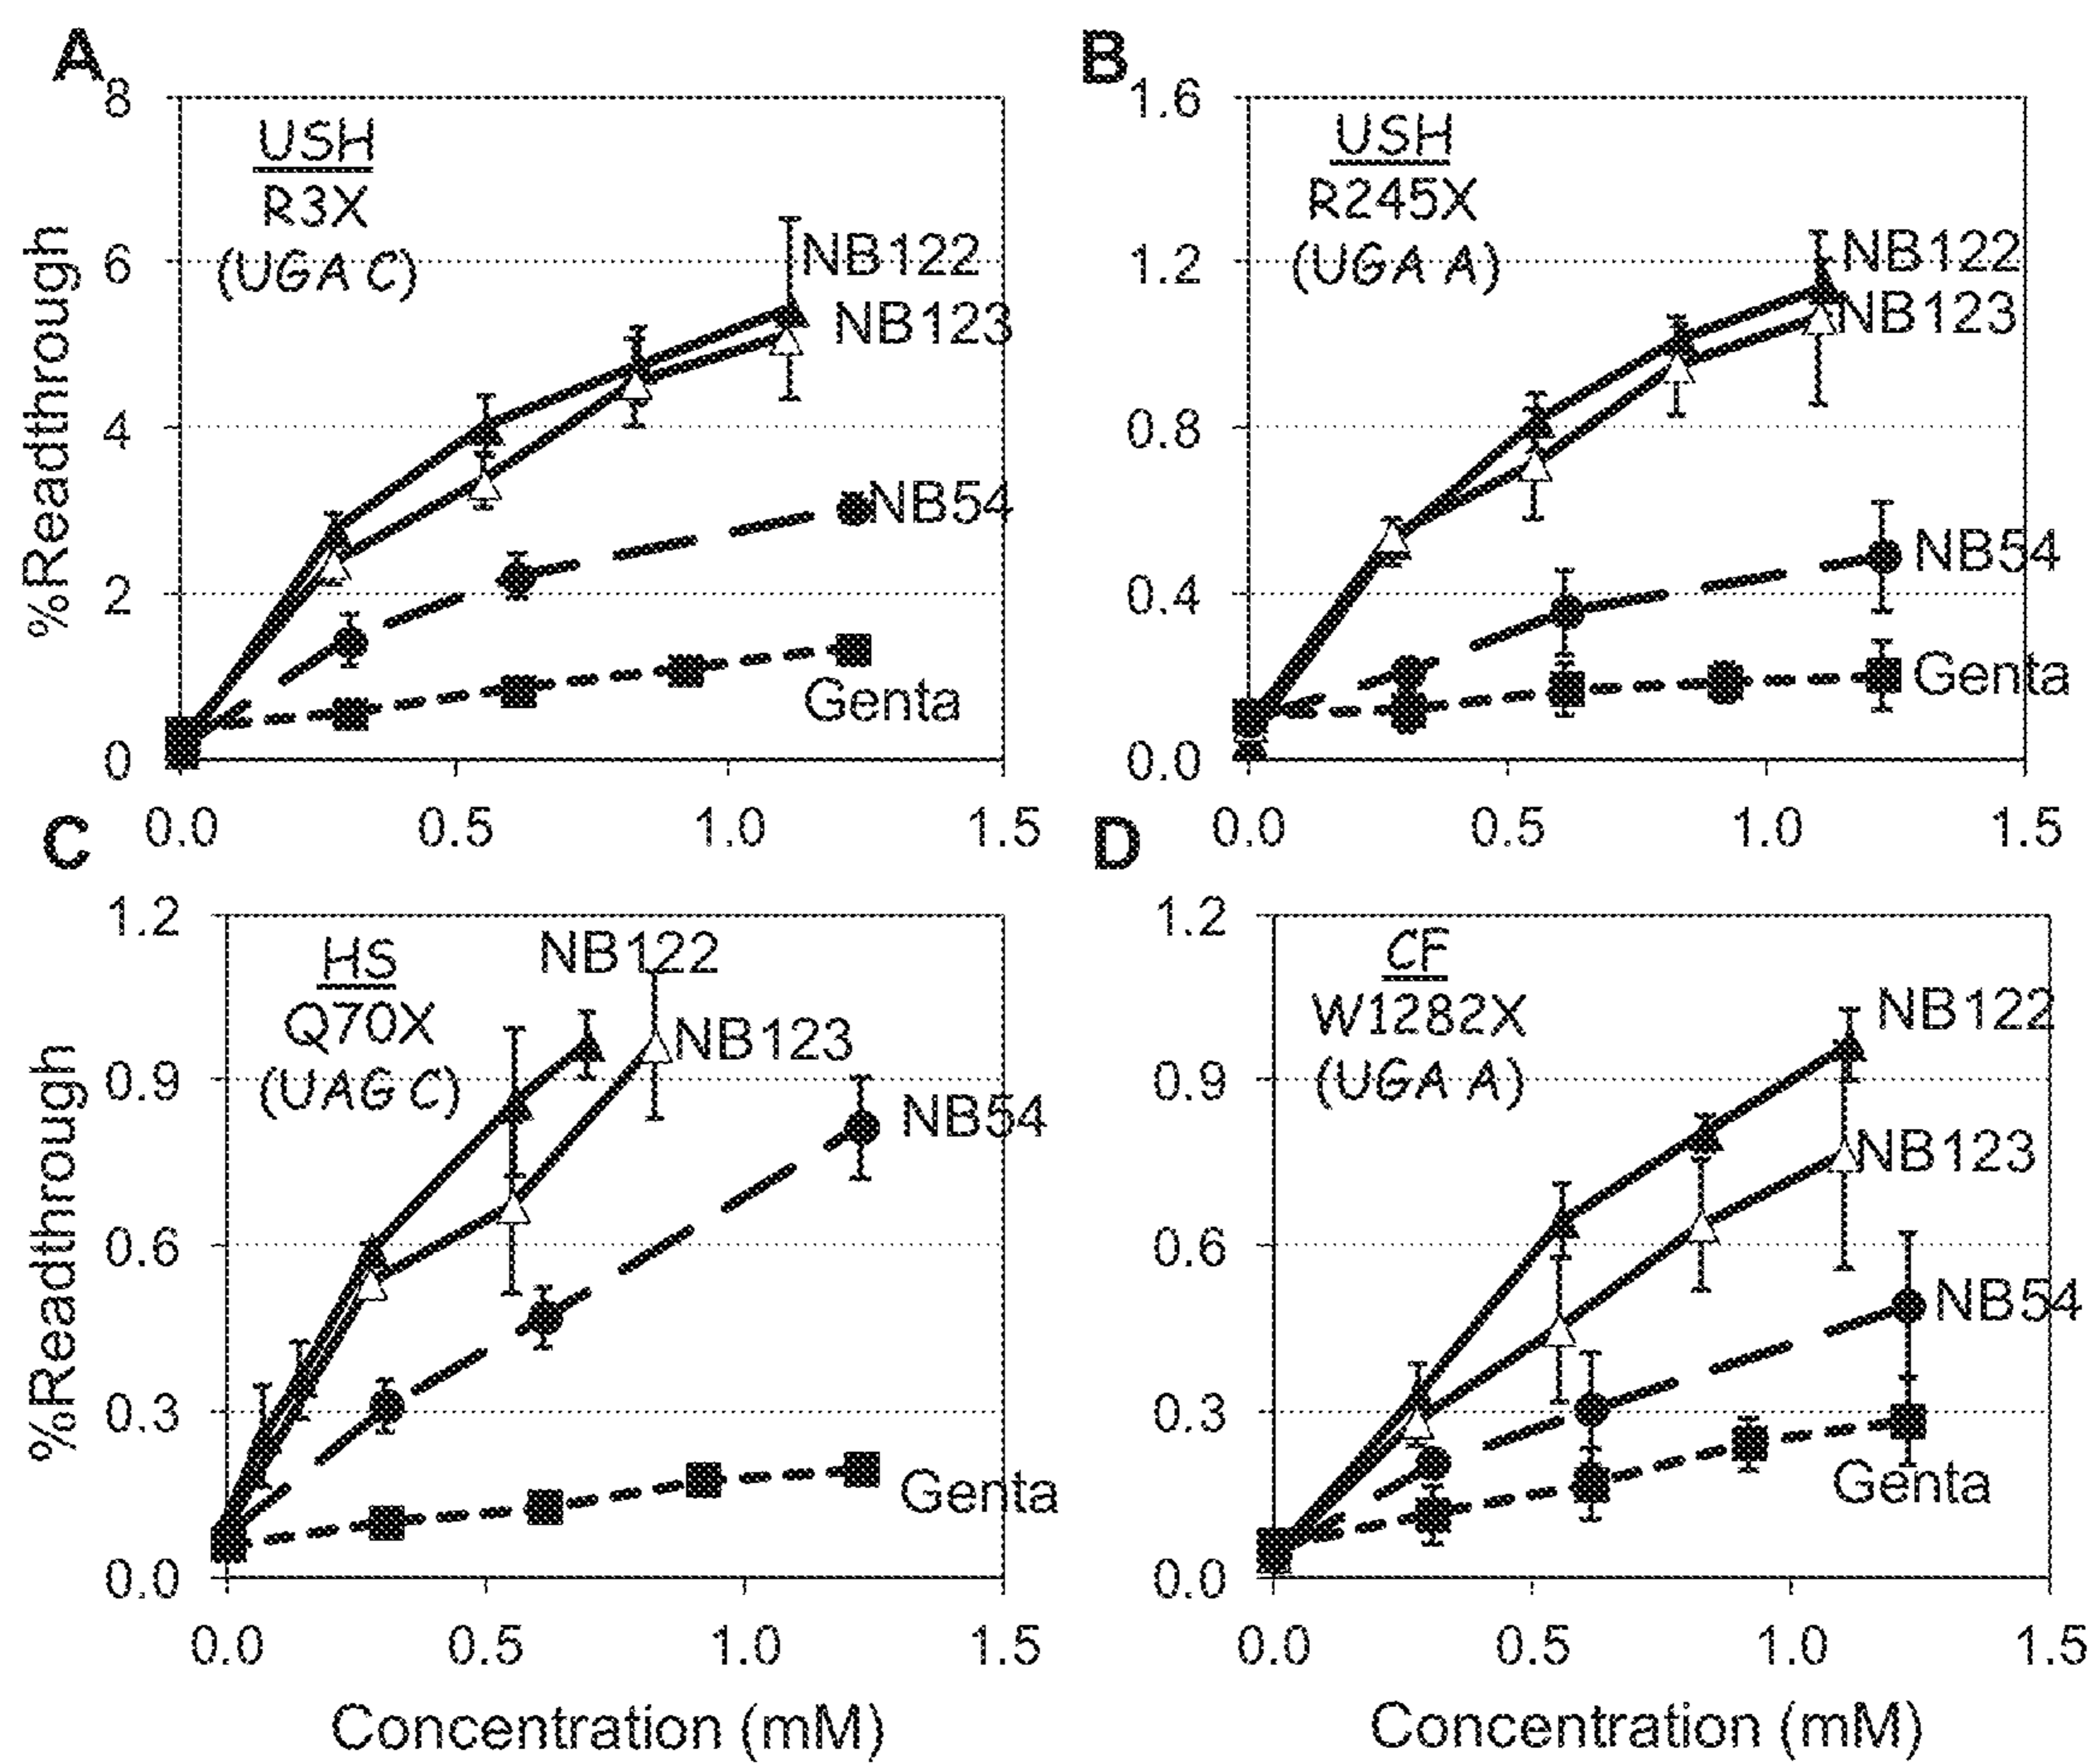 A
8
USH
R3X
(UGA C)
6
4
2
0
%Readthrough
NB122
NB123
NB54
Genta
0.0
0.5
1.0
1.5
B
1.6
USH
R245X
(UGA A)
1.2
0.8
0.4
0.0
NB122
NB123
NB54
Genta
0.0
0.5
1.0
1.5
C
1.2
HS
Q70X
(UAG C)
0.9
0.6
0.3
0.0
%Readthrough
NB122
NB123
NB54
Genta
0.0
0.5
1.0
1.5
Concentration (mM)
D
1.2
CF
W1282X
(UGA A)
0.9
0.6
0.3
0.0
NB122
NB123
NB54
Genta
0.0
0.5
1.0
1.5
Concentration (mM)